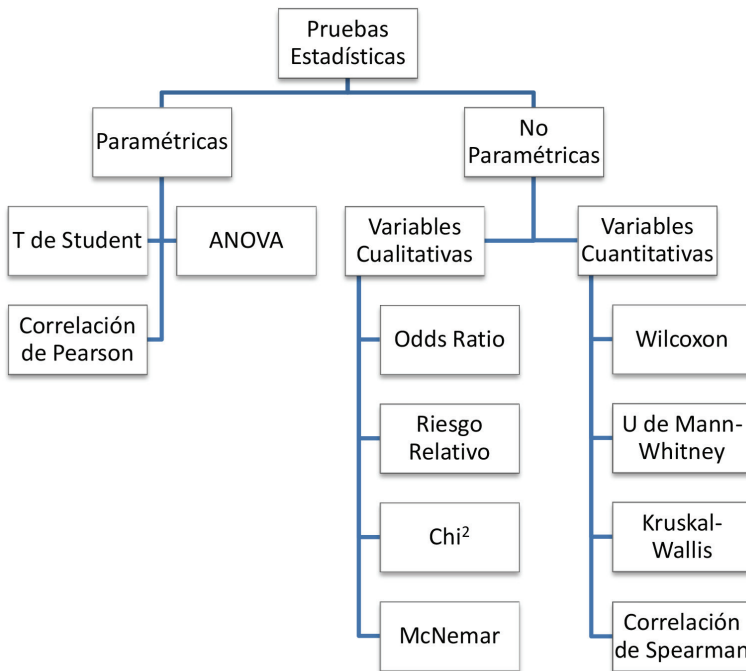 Pruebas
Estadísticas
Paramétricas
No
Paramétricas
T de Student
ANOVA
Correlación
de Pearson
Variables
Cualitativas
Variables
Cuantitativas
Odds Ratio
Riesgo
Relativo
Chi²
McNemar
Wilcoxon
U de Mann-
Whitney
Kruskal-
Wallis
Correlación
de Spearman